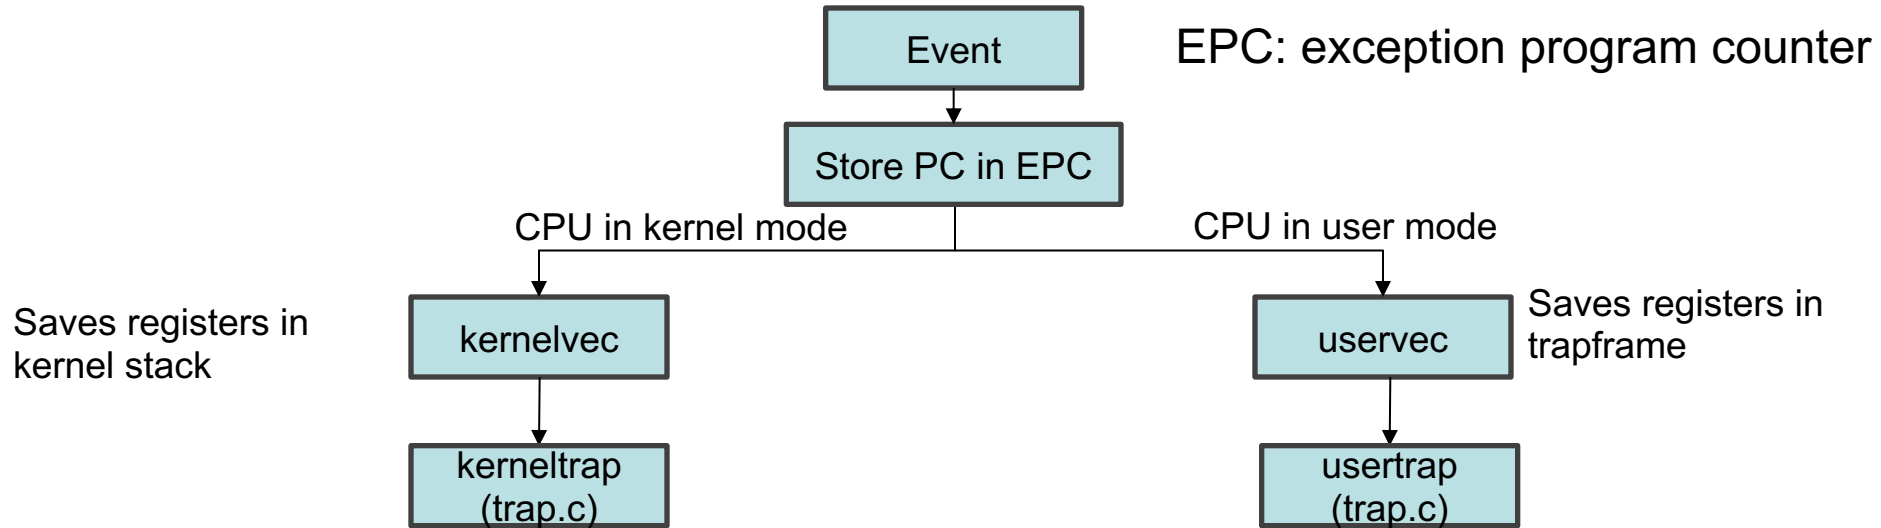 Event
EPC: exception program counter
Store PC in EPC
CPU in kernel mode
CPU in user mode
Saves registers in
kernel stack
kernelvec
uservec
Saves registers in
trapframe
kerneltrap
(trap.c)
usertrap
(trap.c)